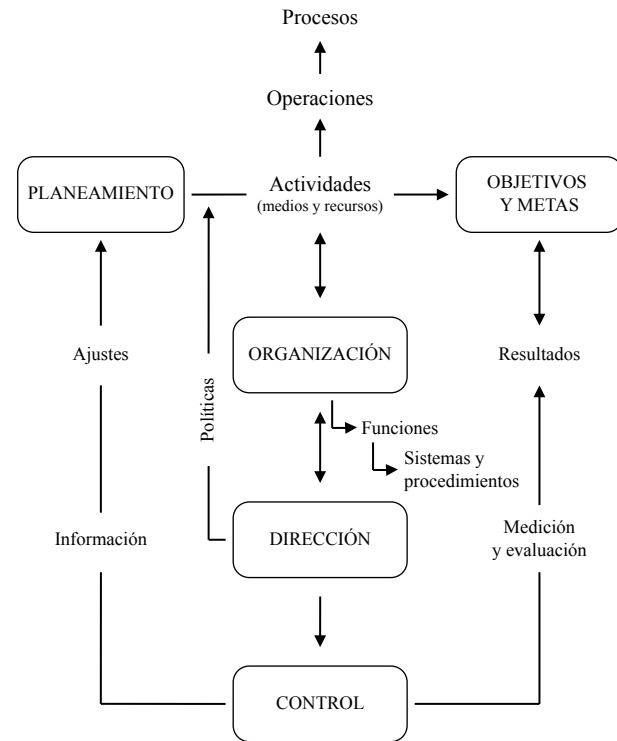 Procesos
Operaciones
PLANEAMIENTO
Actividades
(medios y recursos)
OBJETIVOS
Y METAS
Ajustes
ORGANIZACIÓN
Resultados
Políticas
Funciones
Sistemas y
procedimientos
Información
DIRECCIÓN
Medición
y evaluación
CONTROL